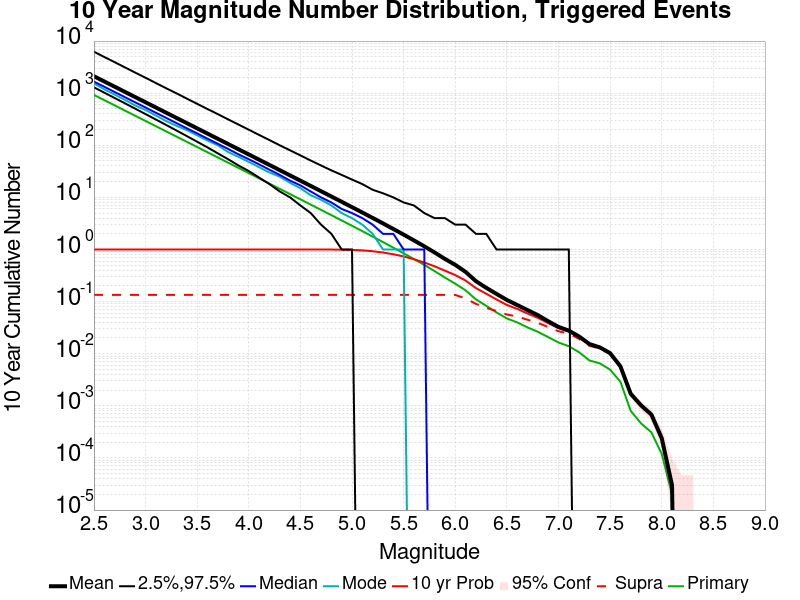 10 Year Magnitude Number Distribution, Triggered Events
10 Year Cumulative Number
10^4
10^3
10^2
10^1
10^0
10^-1
10^-2
10^-3
10^-4
10^-5
2.5 3.0 3.5 4.0 4.5 5.0 5.5 6.0 6.5 7.0 7.5 8.0 8.5 9.0
Magnitude
Mean 2.5%,97.5% Median Mode 10 yr Prob 95% Conf Supra Primary